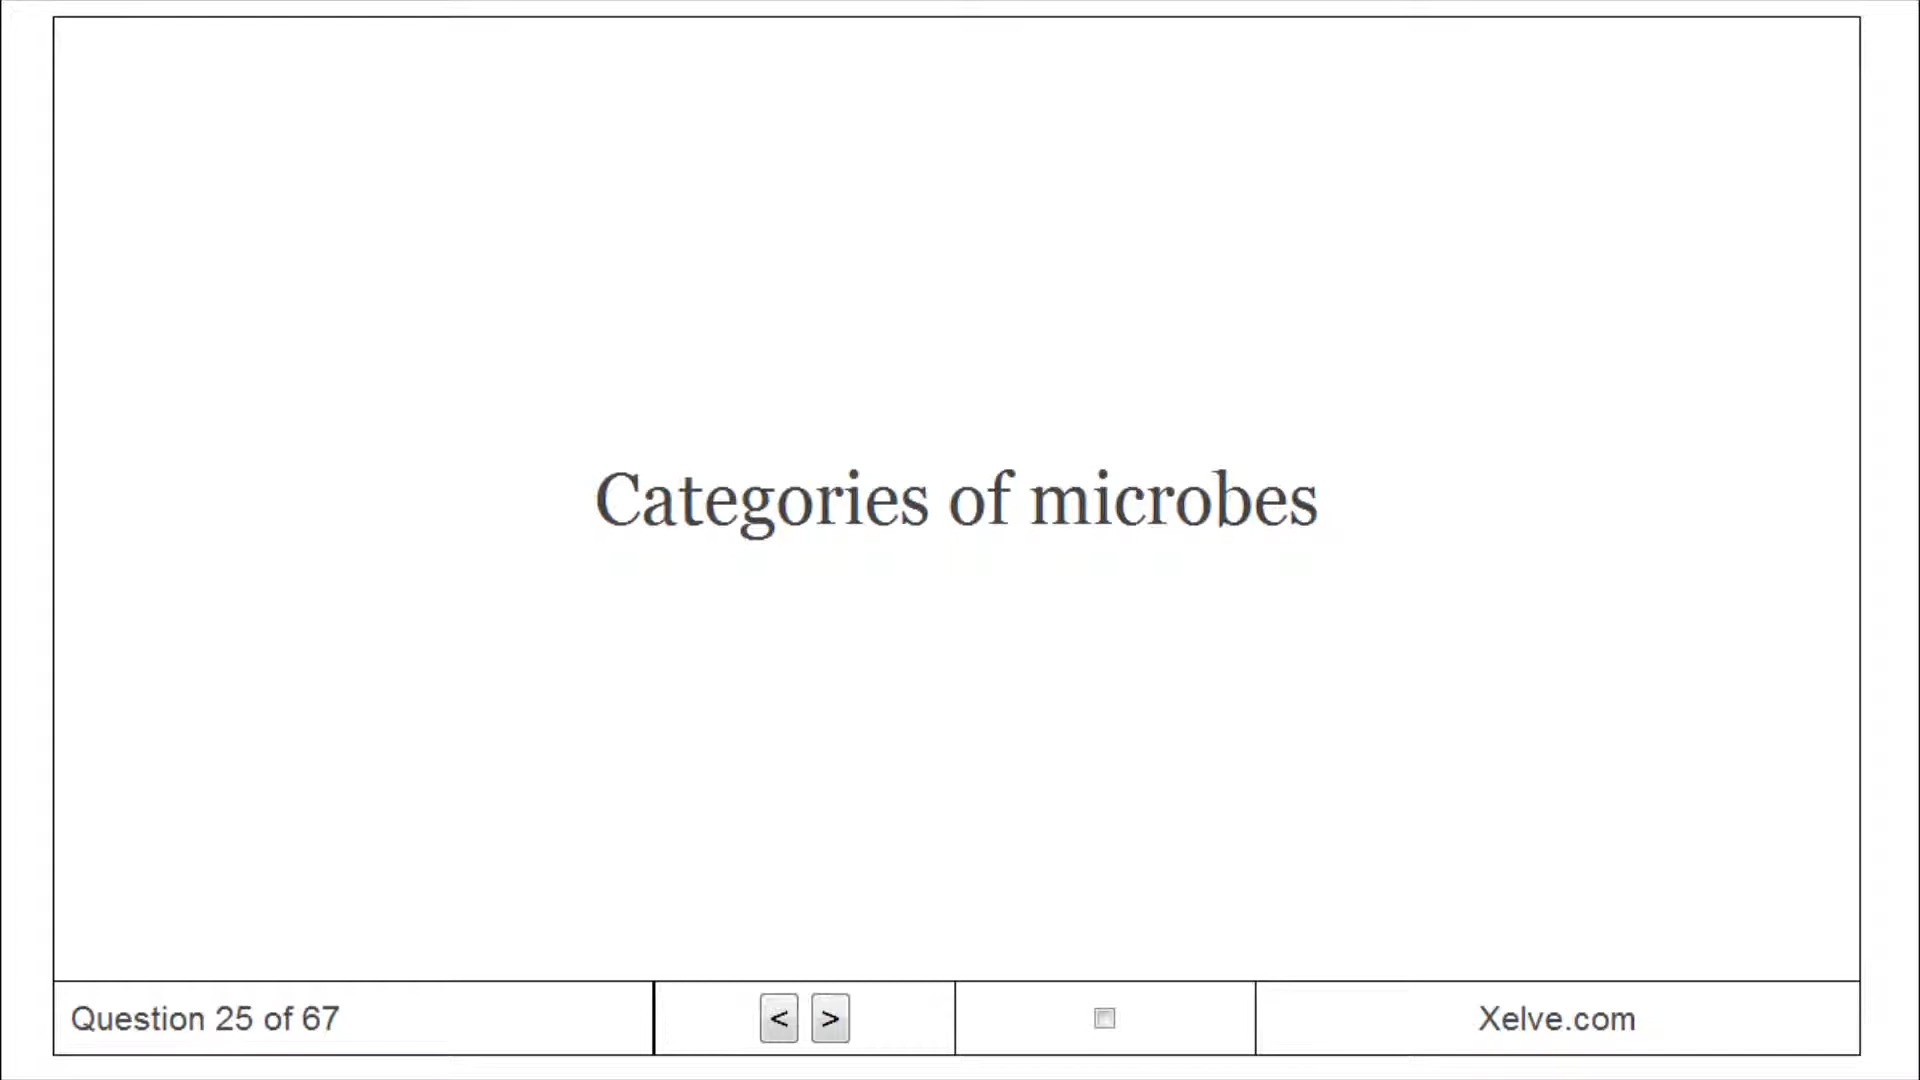 Categories of microbes
Question 25 of 67
< >
Xelve.com